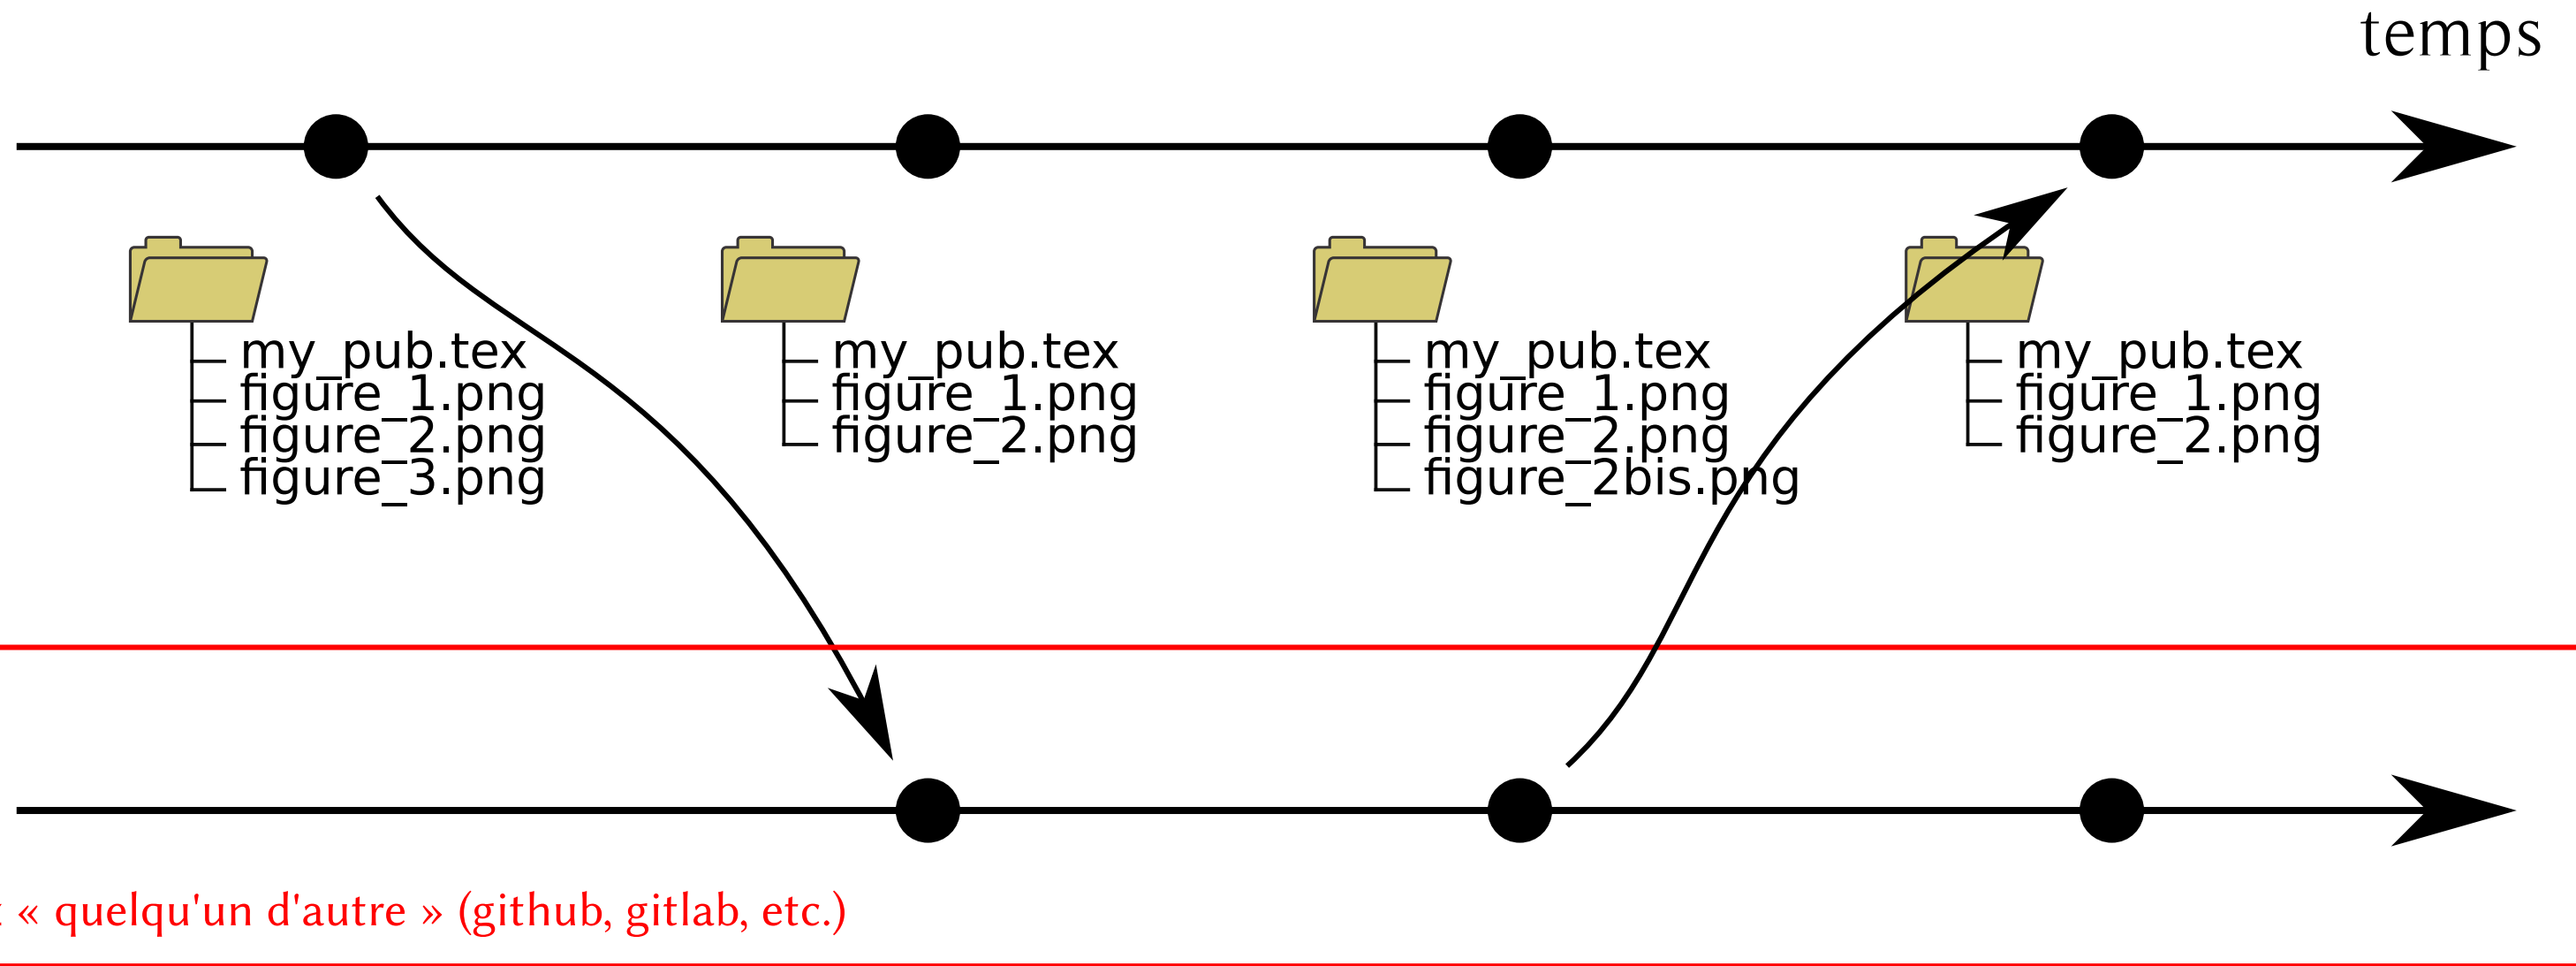 temps
my_pub.tex
figure_1.png
figure_2.png
figure_3.png
my_pub.tex
figure_1.png
figure_2.png
my_pub.tex
figure_1.png
figure_2.png
figure_2bis.png
my_pub.tex
figure_1.png
figure_2.png
« quelqu'un d'autre » (github, gitlab, etc.)